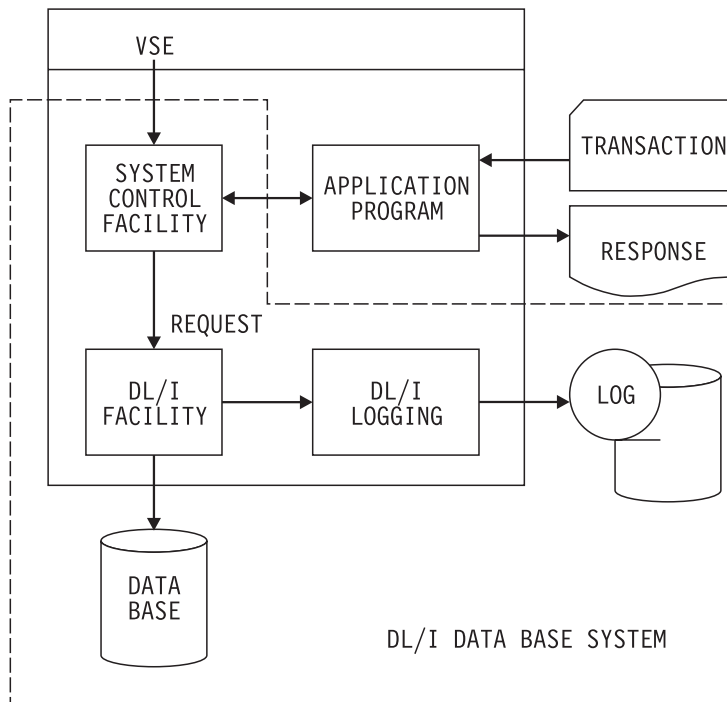 VSE
SYSTEM
CONTROL
FACILITY
APPLICATION
PROGRAM
TRANSACTION
RESPONSE
REQUEST
DL/I
FACILITY
DL/I
LOGGING
LOG
DATA
BASE
DL/I DATA BASE SYSTEM